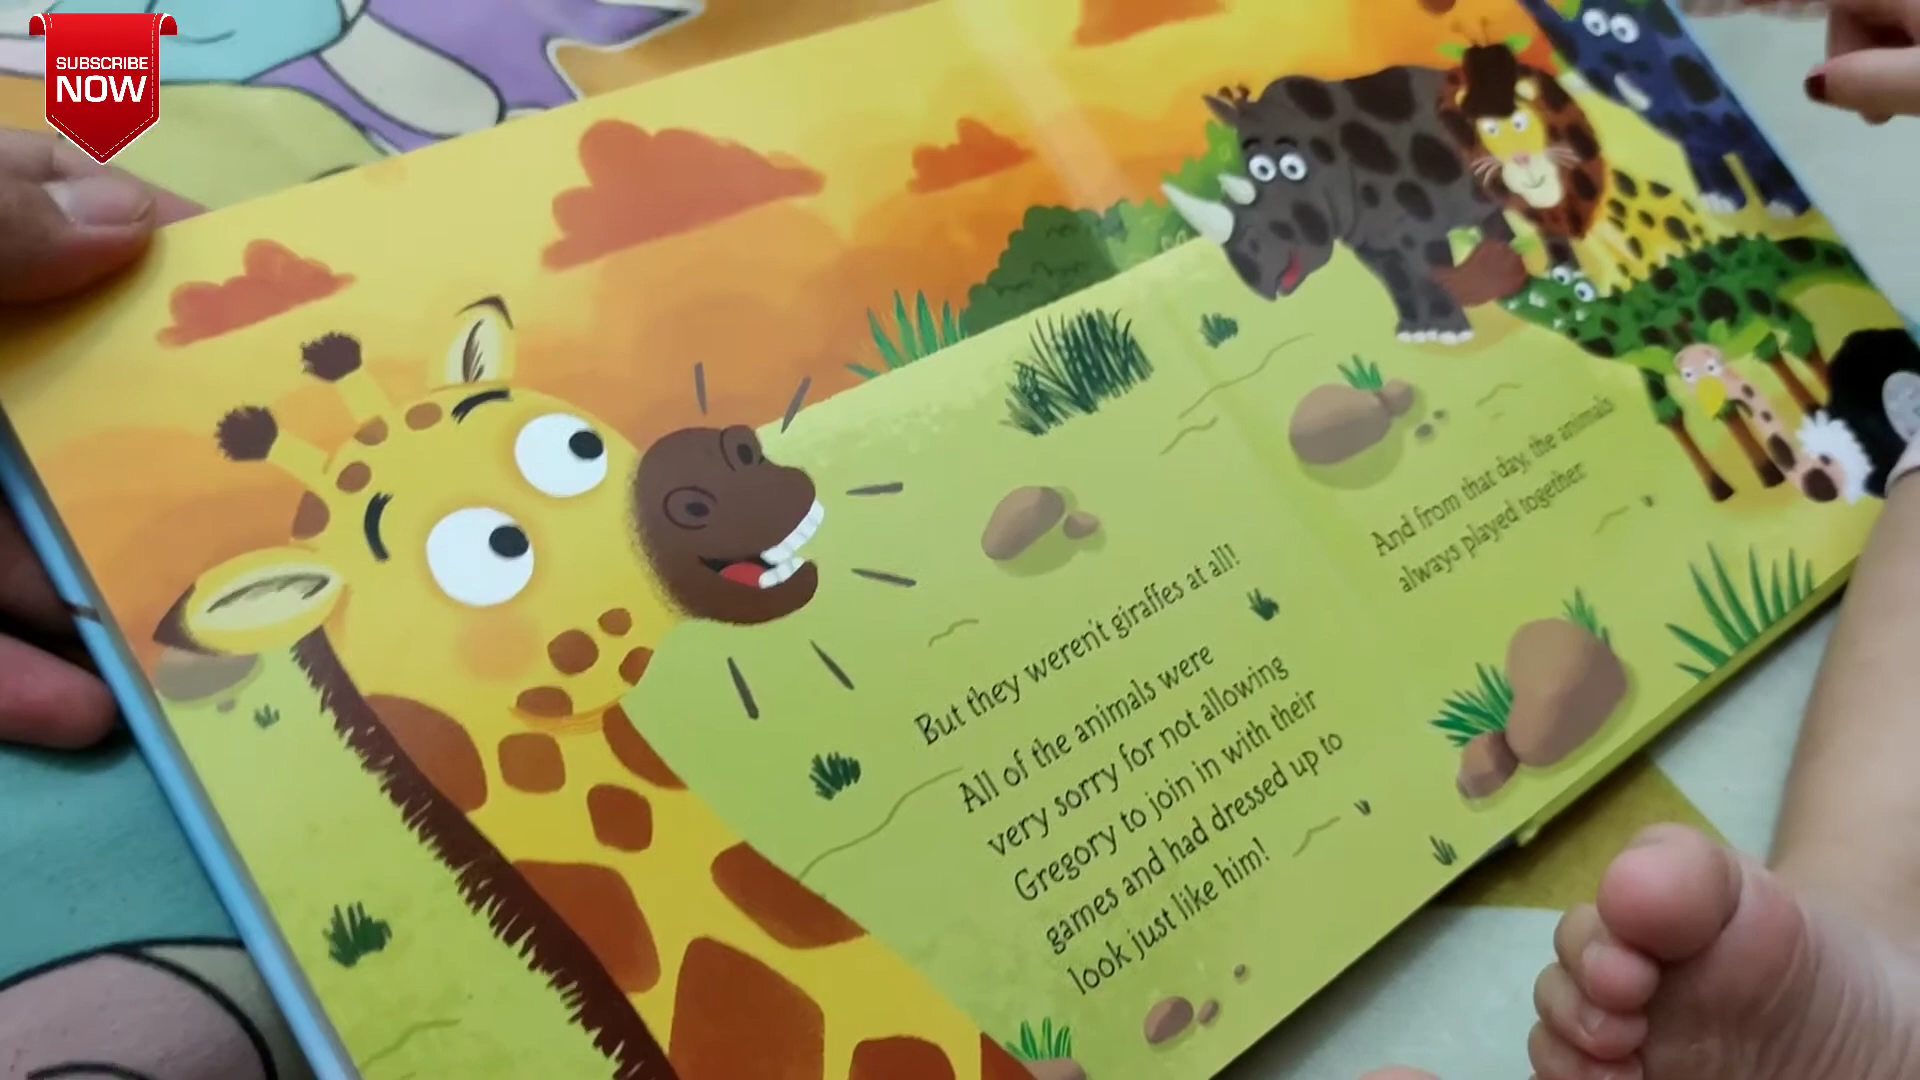 SUBSCRIBE
NOW
But they weren't giraffes at all!
All of the animals were
very sorry for not allowing
Gregory to join in with their
games and had dressed up to
look just like him!
And from that day, the animals
always played together.